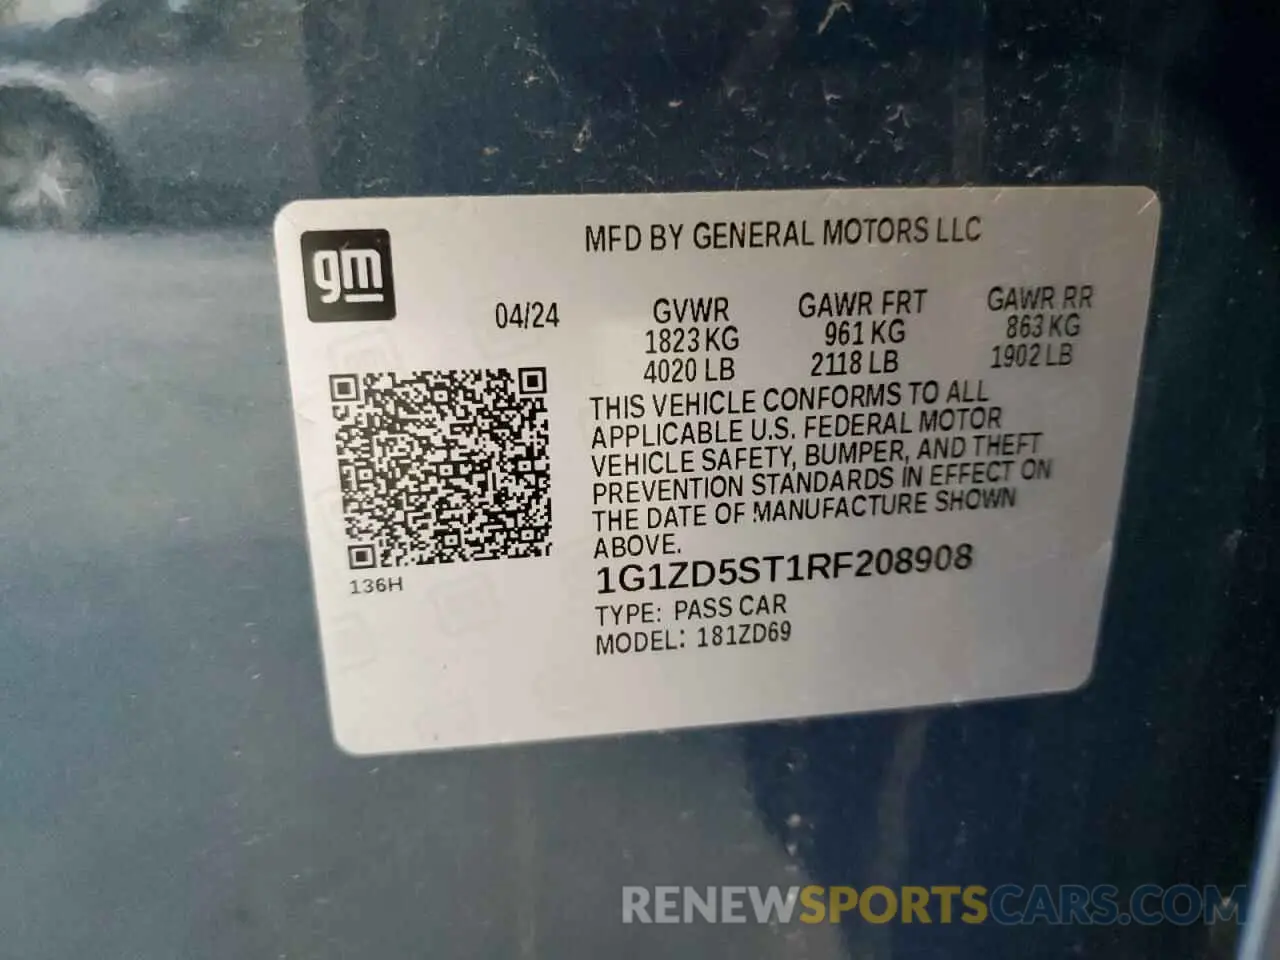 gm
MFD BY GENERAL MOTORS LLC
04/24
GVWR
1823 KG
4020 LB
GAWR FRT
961 KG
2118 LB
GAWR RR
863 KG
1902 LB
THIS VEHICLE CONFORMS TO ALL
APPLICABLE U.S. FEDERAL MOTOR
VEHICLE SAFETY, BUMPER, AND THEFT
PREVENTION STANDARDS IN EFFECT ON
THE DATE OF MANUFACTURE SHOWN
ABOVE.
136H
1G1ZD5ST1RF208908
TYPE: PASS CAR
MODEL: 181ZD69
RENEWSPORTSCARS.COM